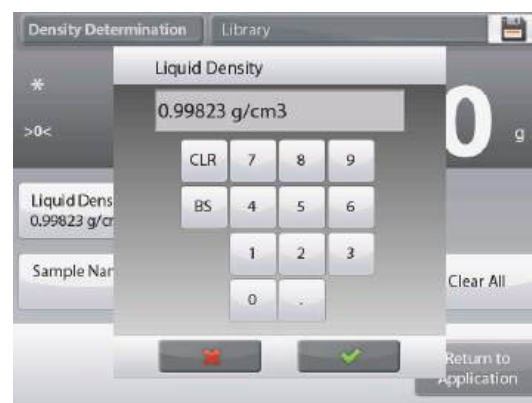 Density Determination
Library
Liquid Density
*
>0<
0.99823 g/cm3
0
g
CLR 7 8 9
BS 4 5 6
1 2 3
0 .
Liquid Dens
0.99823 g/cr
Sample Nar
Clear All
Return to
Application